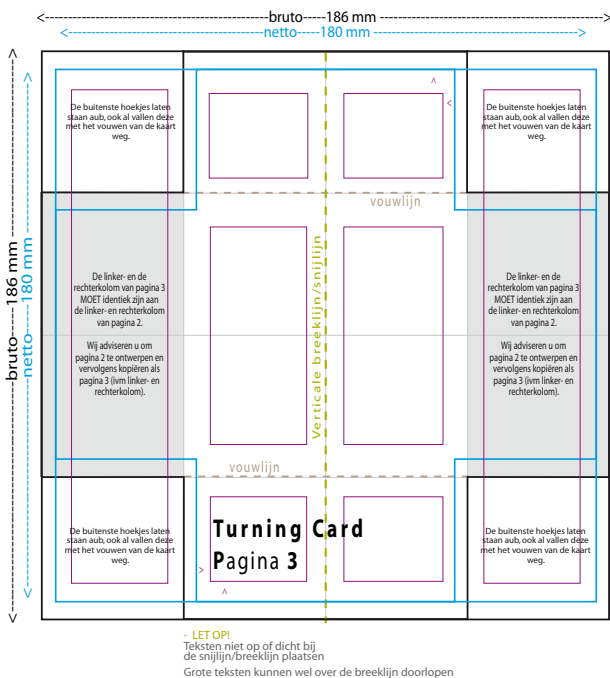 <-----------bruto-----186 mm----------->
<-----------netto-----180 mm----------->
<-----------bruto-----186 mm----------->
<-----------netto-----180 mm----------->
De buitenste hoekjes laten
staan aub, ook al vallen deze
met het vouwen van de kaart
weg.
De buitenste hoekjes laten
staan aub, ook al vallen deze
met het vouwen van de kaart
weg.
vouwlijn
De linker- en de
rechterkolom van pagina 3
MOET identiek zijn aan
de linker- en rechterkolom
van pagina 2.
Wij adviseren u om
pagina 2 te ontwerpen en
vervolgens kopiëren als
pagina 3 (ivm linker- en
rechterkolom).
Verticale breeklijn/snijlijn
De linker- en de
rechterkolom van pagina 3
MOET identiek zijn aan
de linker- en rechterkolom
van pagina 2.
Wij adviseren u om
pagina 2 te ontwerpen en
vervolgens kopiëren als
pagina 3 (ivm linker- en
rechterkolom).
vouwlijn
De buitenste hoekjes laten
staan aub, ook al vallen deze
met het vouwen van de kaart
weg.
Turning Card
Pagina 3
De buitenste hoekjes laten
staan aub, ook al vallen deze
met het vouwen van de kaart
weg.
- LET OP!
Teksten niet op of dicht bij
de snijlijn/breeklijn plaatsen
Grote teksten kunnen wel over de breeklijn doorlopen